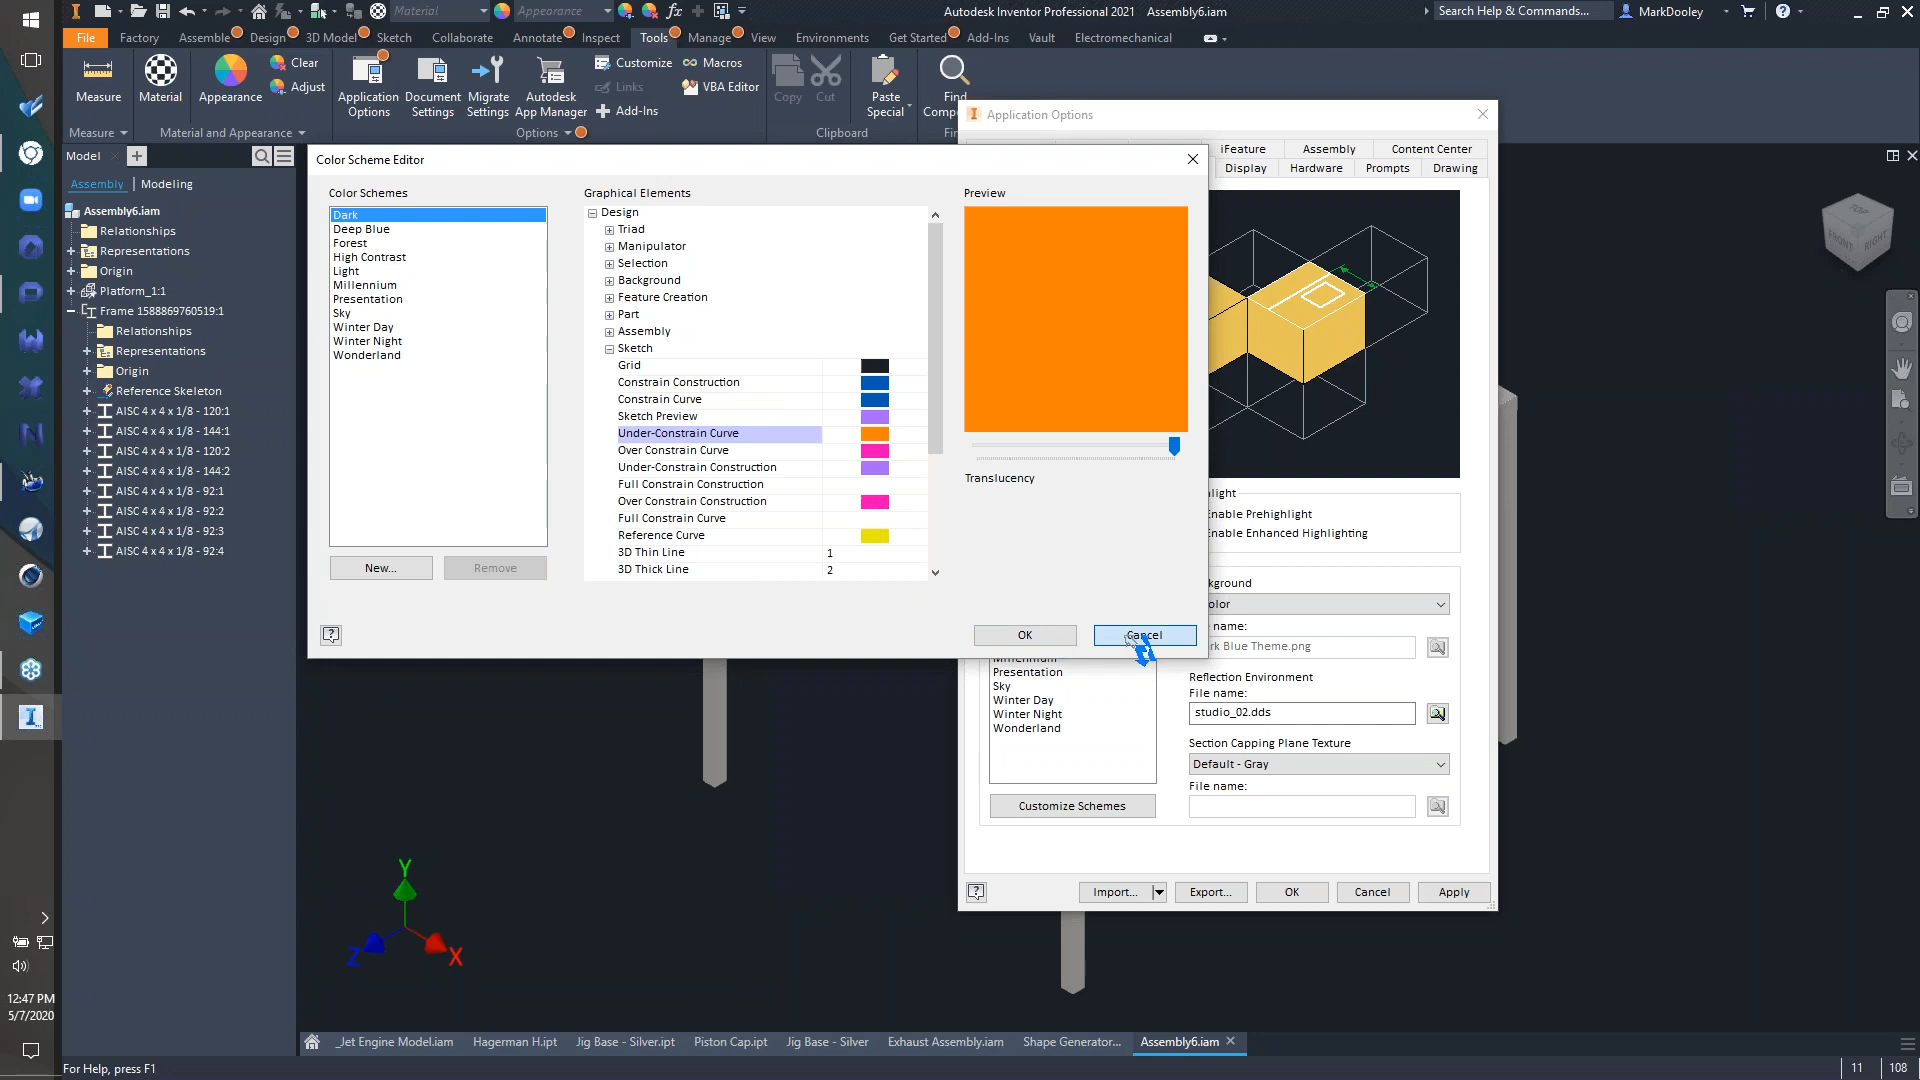 Material
Appearance
fx
Autodesk Inventor Professional 2021 Assembly6.iam
Search Help & Commands...
MarkDooley
File Factory Assemble Design 3D Model Sketch Collaborate Annotate Inspect Tools Manage View Environments Get Started Add-Ins Vault Electromechanical
Measure
Material
Appearance
Clear
Adjust
Application Options
Document Settings
Migrate Settings
Autodesk App Manager
Customize
Links
Add-Ins
Macros
VBA Editor
Copy
Cut
Paste Special
Find
Measure
Material and Appearance
Options
Clipboard
Model
Assembly | Modeling
Assembly6.iam
Relationships
Representations
Origin
Platform_1:1
Frame 1588869760519:1
Relationships
Representations
Origin
Reference Skeleton
AISC 4 x 4 x 1/8 - 120:1
AISC 4 x 4 x 1/8 - 144:1
AISC 4 x 4 x 1/8 - 120:2
AISC 4 x 4 x 1/8 - 144:2
AISC 4 x 4 x 1/8 - 92:1
AISC 4 x 4 x 1/8 - 92:2
AISC 4 x 4 x 1/8 - 92:3
AISC 4 x 4 x 1/8 - 92:4
Color Scheme Editor
Color Schemes
Dark
Deep Blue
Forest
High Contrast
Light
Millennium
Presentation
Sky
Winter Day
Winter Night
Wonderland
New...
Remove
Graphical Elements
Design
Triad
Manipulator
Selection
Background
Feature Creation
Part
Assembly
Sketch
Grid
Constrain Construction
Constrain Curve
Sketch Preview
Under-Constrain Curve
Over Constrain Curve
Under-Constrain Construction
Full Constrain Construction
Over Constrain Construction
Full Constrain Curve
Reference Curve
3D Thin Line 1
3D Thick Line 2
Preview
Translucency
OK
Cancel
Application Options
iFeature Assembly Content Center
Display Hardware Prompts Drawing
Enable Prehighlight
Enable Enhanced Highlighting
Presentation
Sky
Winter Day
Winter Night
Wonderland
Customize Schemes
Theme.png
Reflection Environment
File name:
studio_02.dds
Section Capping Plane Texture
Default - Gray
File name:
Import...
Export...
OK
Cancel
Apply
TOP
FRONT
RIGHT
Y
Z
X
12:47 PM
5/7/2020
_Jet Engine Model.iam
Hagerman H.ipt
Jig Base - Silver.ipt
Piston Cap.ipt
Jig Base - Silver
Exhaust Assembly.iam
Shape Generator...
Assembly6.iam
For Help, press F1
11
108